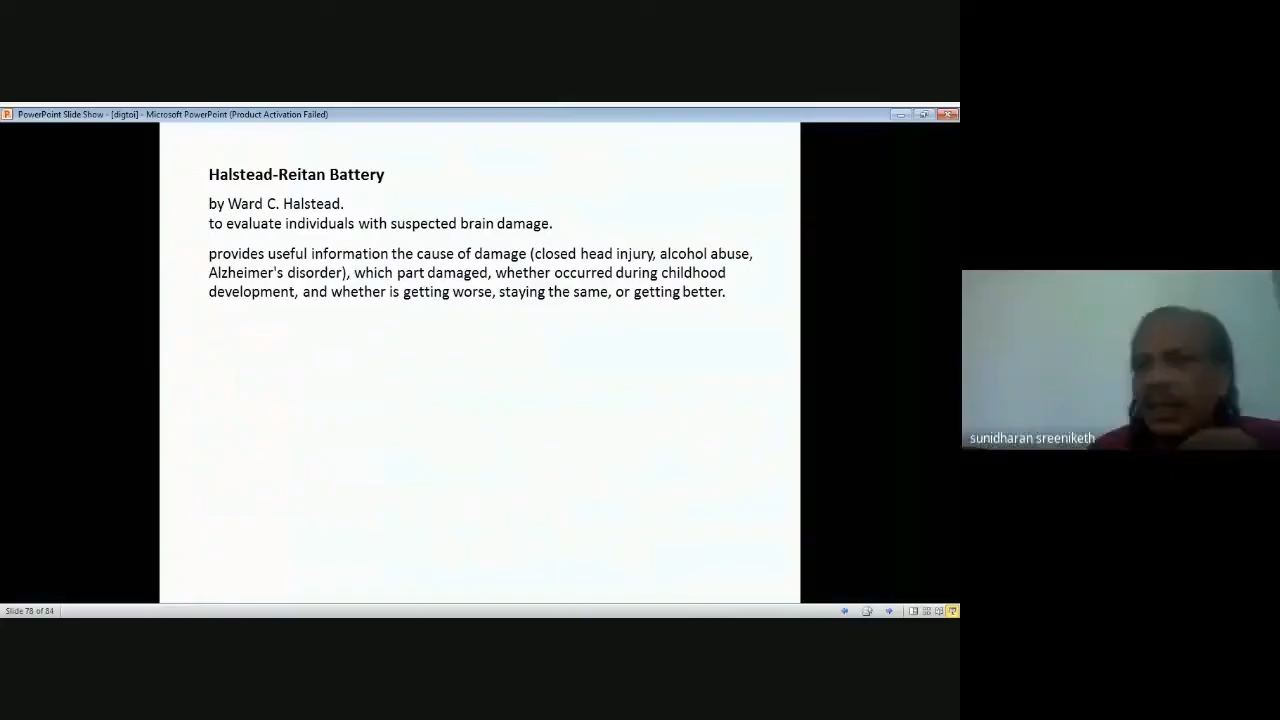 PowerPoint Slide Show - [digtoi] - Microsoft PowerPoint (Product Activation Failed)
Halstead-Reitan Battery
by Ward C. Halstead.
to evaluate individuals with suspected brain damage.
provides useful information the cause of damage (closed head injury, alcohol abuse,
Alzheimer's disorder), which part damaged, whether occurred during childhood
development, and whether is getting worse, staying the same, or getting better.
sunidharan sreeniketh
Slide 78 of 84